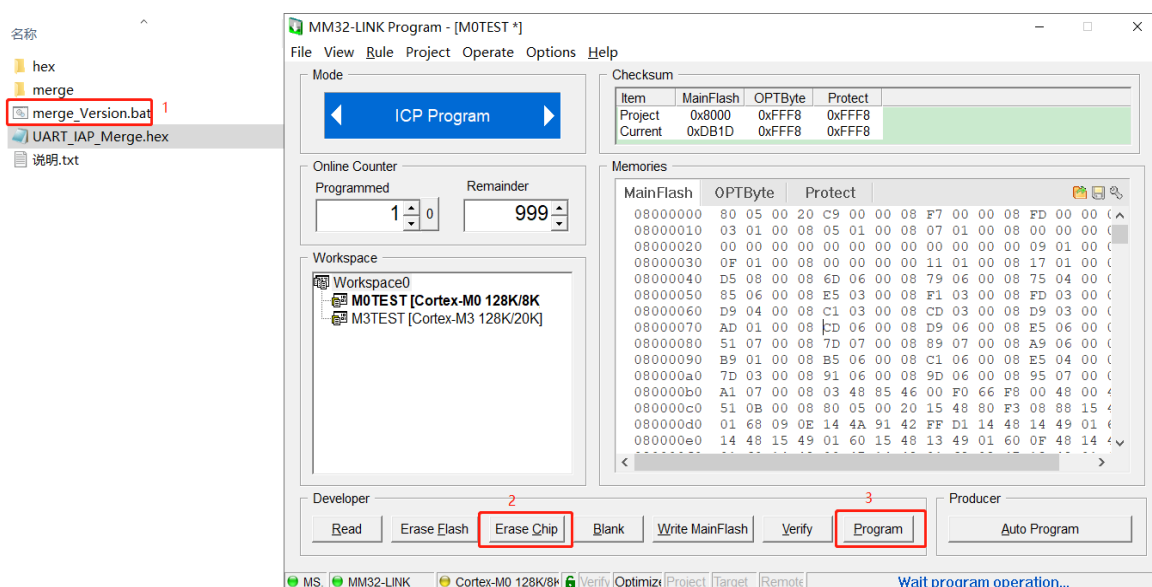 名称
hex
merge
merge_Version.bat
1
UART_IAP_Merge.hex
说明.txt
MM32-LINK Program - [M0TEST *]
File View Rule Project Operate Options Help
Mode
ICP Program
Checksum
Item MainFlash OPTByte Protect
Project 0x8000 0xFFF8 0xFFF8
Current 0xDB1D 0xFFF8 0xFFF8
Online Counter
Programmed Remainder
1 0 999
Workspace
Workspace0
M0TEST [Cortex-M0 128K/8K
M3TEST [Cortex-M3 128K/20K]
Memories
MainFlash OPTByte Protect
08000000 80 05 00 20 C9 00 00 08 F7 00 00 08 FD 00 00
08000010 03 01 00 08 05 01 00 08 07 01 00 08 00 00 00
08000020 00 00 00 00 00 00 00 00 00 00 00 00 09 01 00
08000030 0F 01 00 08 00 00 00 00 11 01 00 08 17 01 00
08000040 D5 08 00 08 6D 06 00 08 79 06 00 08 75 04 00
08000050 85 06 00 08 E5 03 00 08 F1 03 00 08 FD 03 00
08000060 D9 04 00 08 C1 03 00 08 CD 03 00 08 D9 03 00
08000070 AD 01 00 08 CD 06 00 08 D9 06 00 08 E5 06 00
08000080 51 07 00 08 7D 07 00 08 89 07 00 08 A9 06 00
08000090 B9 01 00 08 B5 06 00 08 C1 06 00 08 E5 04 00
080000a0 7D 03 00 08 91 06 00 08 9D 06 00 08 95 07 00
080000b0 A1 07 00 08 03 48 85 46 00 F0 66 F8 00 48 00
080000c0 51 0B 00 08 80 05 00 20 15 48 80 F3 08 88 15
080000d0 01 68 09 0E 14 4A 91 42 FF D1 14 48 14 49 01
080000e0 14 48 15 49 01 60 15 48 13 49 01 60 0F 48 14
Developer
2
3
Producer
Read Erase Flash Erase Chip Blank Write MainFlash Verify Program Auto Program
MS. MM32-LINK Cortex-M0 128K/8K Verify Optimize Project Target Remote Wait program operation...